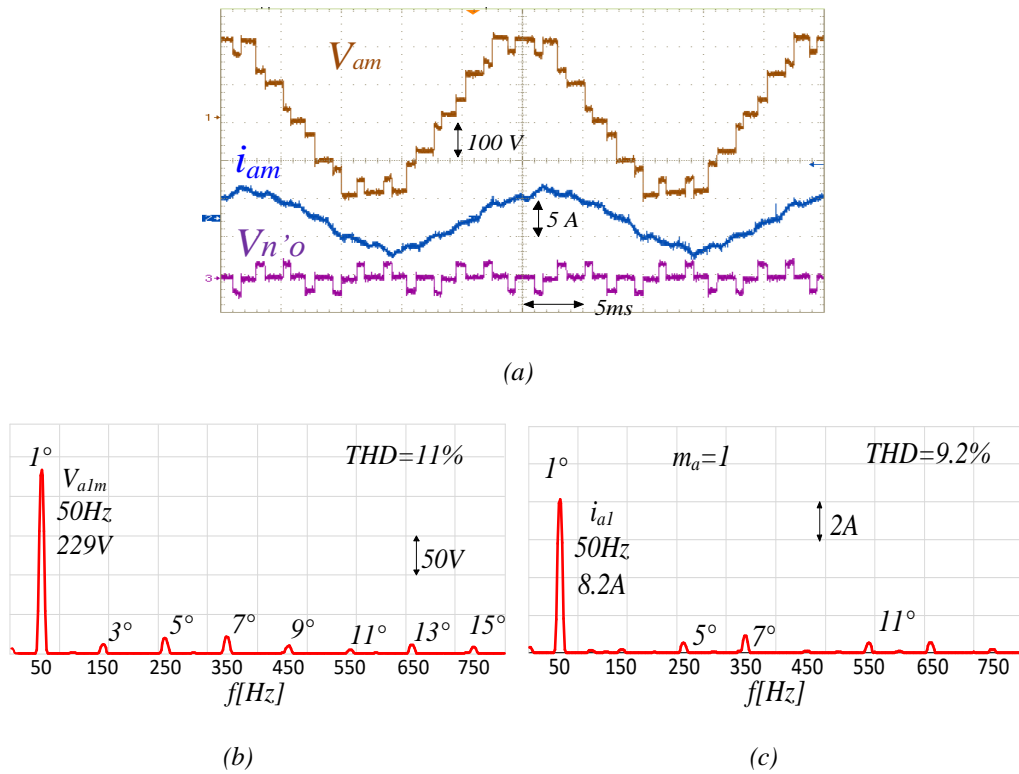 Vam
1
100 V
iam
5 A
Vn'o
3
5ms
(a)
1°
Va1m
50Hz
229V
THD=11%
50V
3°
5°
7°
9°
11°
13°
15°
50 150 250 350 450 550 650 750
f[Hz]
(b)
1°
ma=1
THD=9.2%
ia1
50Hz
8.2A
2A
5°
7°
11°
50 150 250 350 450 550 650 750
f[Hz]
(c)